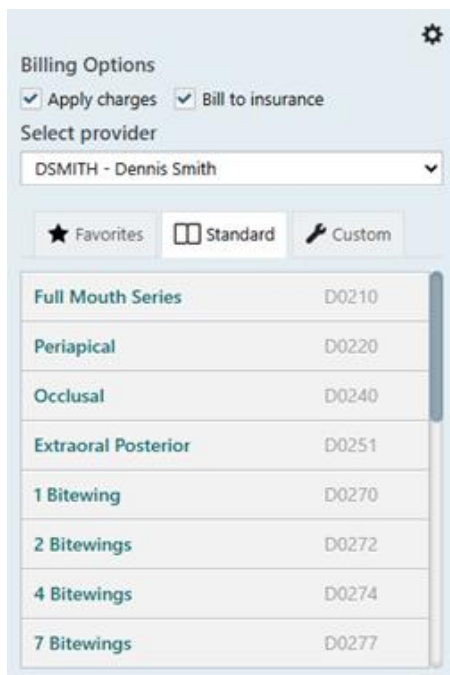 Billing Options
Apply charges Bill to insurance
Select provider
DSMITH - Dennis Smith
Favorites Standard Custom
Full Mouth Series D0210
Periapical D0220
Occlusal D0240
Extraoral Posterior D0251
1 Bitewing D0270
2 Bitewings D0272
4 Bitewings D0274
7 Bitewings D0277